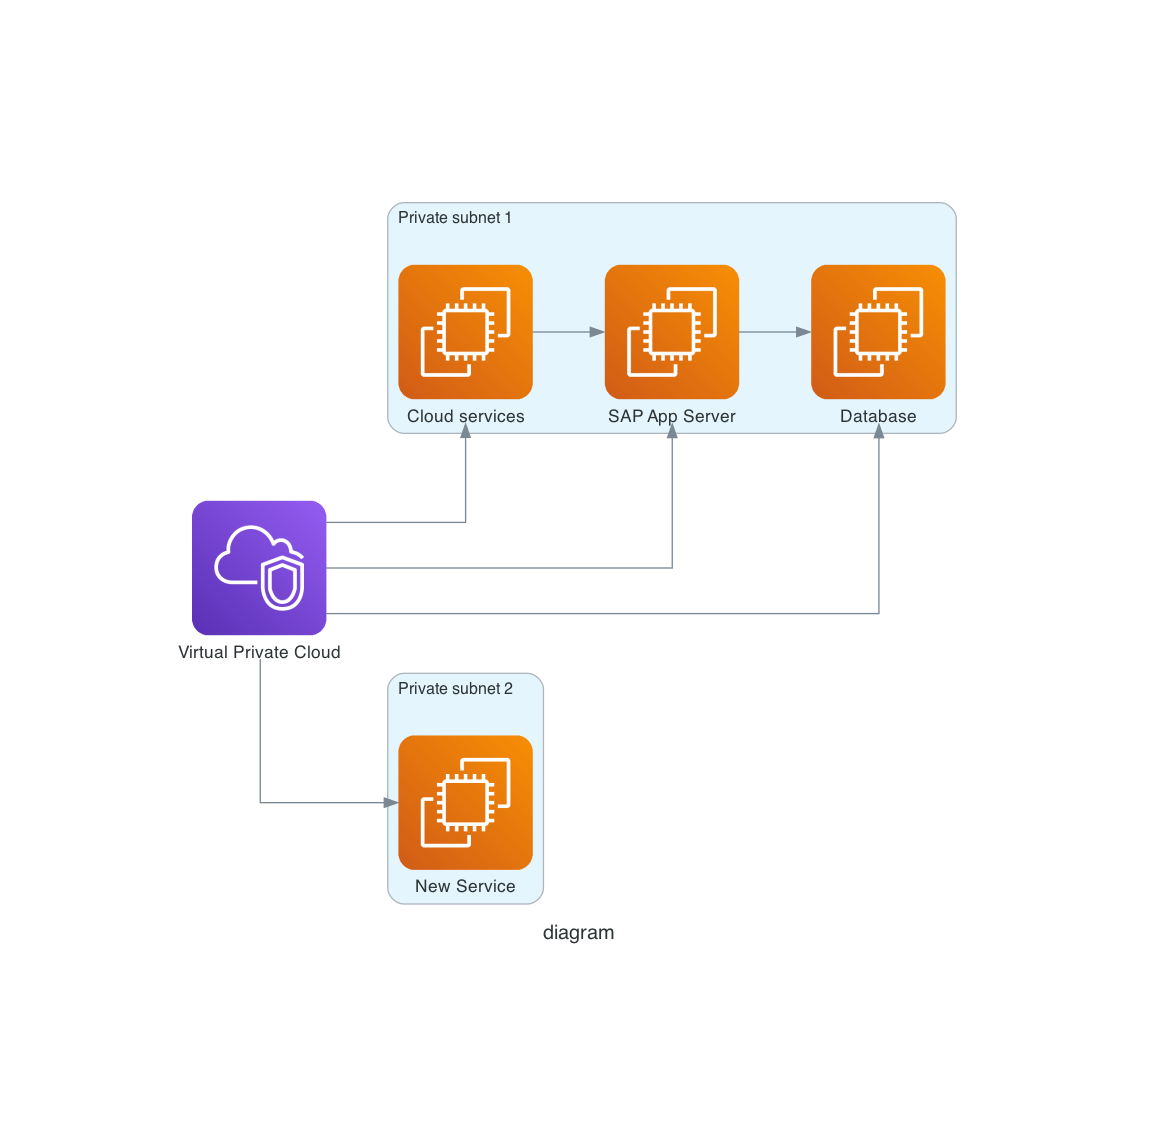 Private subnet 1
Cloud services
SAP App Server
Database
Virtual Private Cloud
Private subnet 2
New Service
diagram